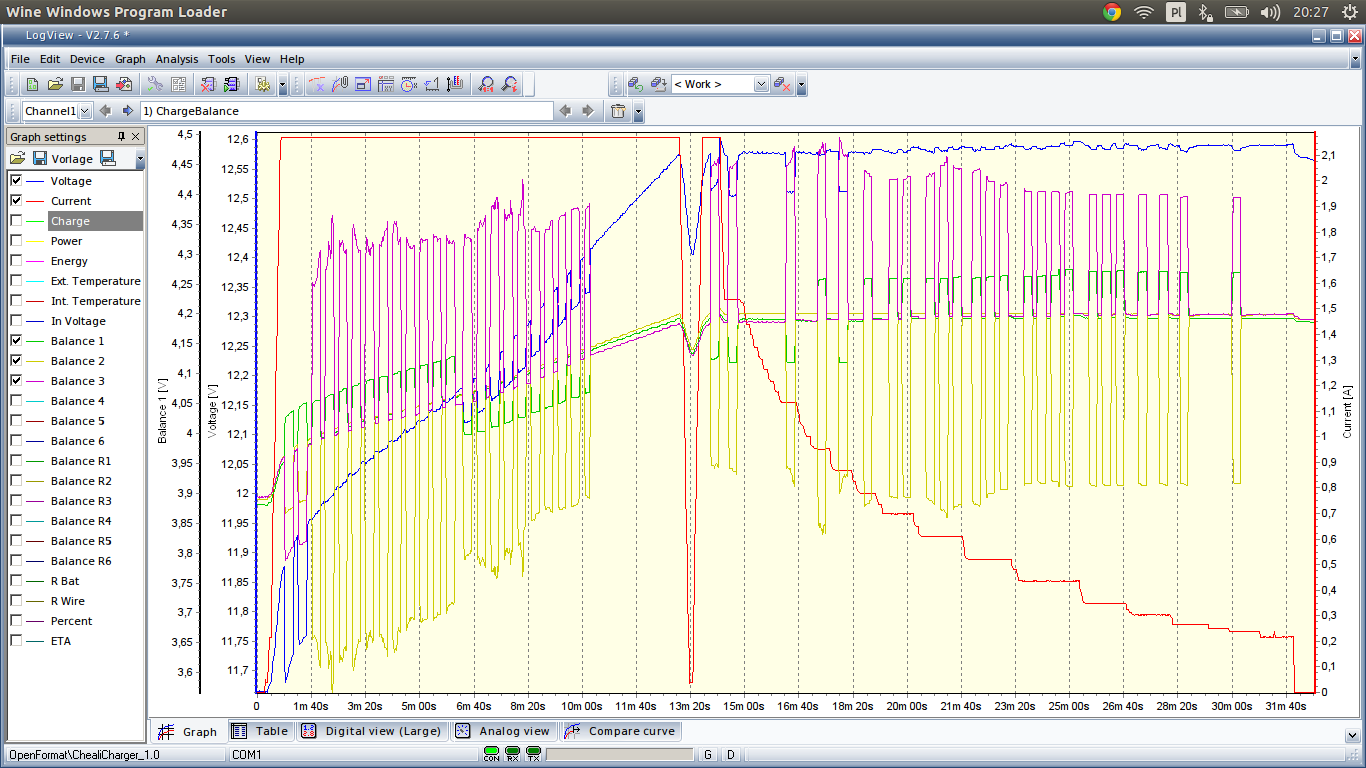 Wine Windows Program Loader
Pl
20:27
LogView - V2.7.6 *
File Edit Device Graph Analysis Tools View Help
< Work >
Channel1
1) ChargeBalance
Graph settings
Vorlage
Voltage
Current
Charge
Power
Energy
Ext. Temperature
Int. Temperature
In Voltage
Balance 1
Balance 2
Balance 3
Balance 4
Balance 5
Balance 6
Balance R1
Balance R2
Balance R3
Balance R4
Balance R5
Balance R6
R Bat
R Wire
Percent
ETA
Balance 1 [V]
4,5
4,45
4,4
4,35
4,3
4,25
4,2
4,15
4,1
4,05
4
3,95
3,9
3,85
3,8
3,75
3,7
3,65
3,6
Voltage [V]
12,6
12,55
12,5
12,45
12,4
12,35
12,3
12,25
12,2
12,15
12,1
12,05
12
11,95
11,9
11,85
11,8
11,75
11,7
2,1
2
1,9
1,8
1,7
1,6
1,5
1,4
1,3
1,2
1,1
1
0,9
0,8
0,7
0,6
0,5
0,4
0,3
0,2
0,1
0
Current [A]
0 1m 40s 3m 20s 5m 00s 6m 40s 8m 20s 10m 00s 11m 40s 13m 20s 15m 00s 16m 40s 18m 20s 20m 00s 21m 40s 23m 20s 25m 00s 26m 40s 28m 20s 30m 00s 31m 40s
Graph Table Digital view (Large) Analog view Compare curve
OpenFormat\ChealiCharger_1.0 COM1 CON RX TX G D